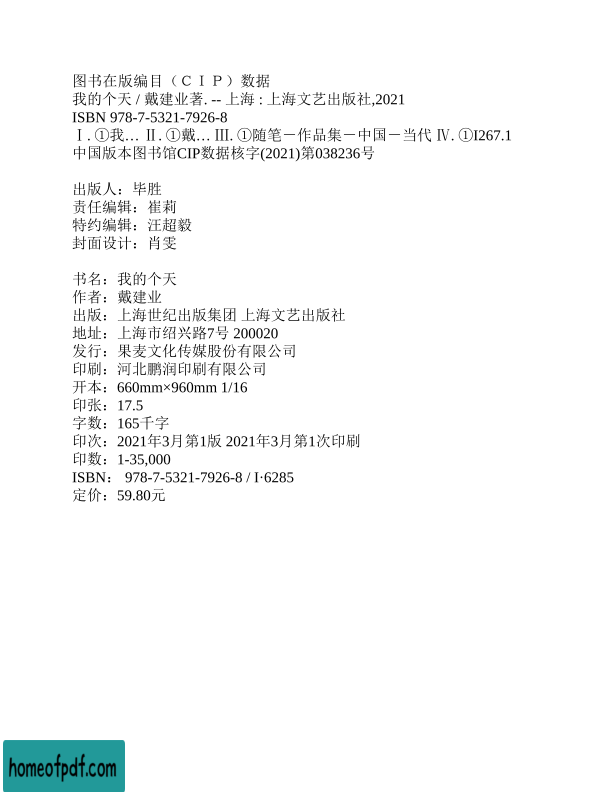 图书在版编目（ＣＩＰ）数据
我的个天 / 戴建业著. -- 上海 : 上海文艺出版社,2021
ISBN 978-7-5321-7926-8
Ⅰ. ①我… Ⅱ. ①戴… Ⅲ. ①随笔－作品集－中国－当代 Ⅳ. ①I267.1
中国版本图书馆CIP数据核字(2021)第038236号
出版人：毕胜
责任编辑：崔莉
特约编辑：汪超毅
封面设计：肖雯
书名：我的个天
作者：戴建业
出版：上海世纪出版集团 上海文艺出版社
地址：上海市绍兴路7号 200020
发行：果麦文化传媒股份有限公司
印刷：河北鹏润印刷有限公司
开本：660mm×960mm 1/16
印张：17.5
字数：165千字
印次：2021年3月第1版 2021年3月第1次印刷
印数：1-35,000
ISBN： 978-7-5321-7926-8 / I·6285
定价：59.80元
homeofpdf.com